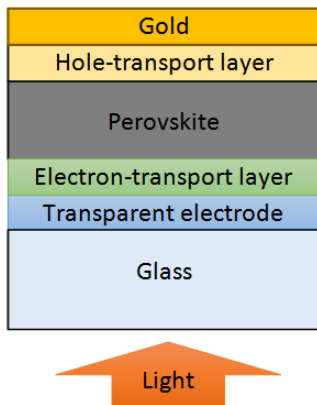 Gold
Hole-transport layer
Perovskite
Electron-transport layer
Transparent electrode
Glass
Light